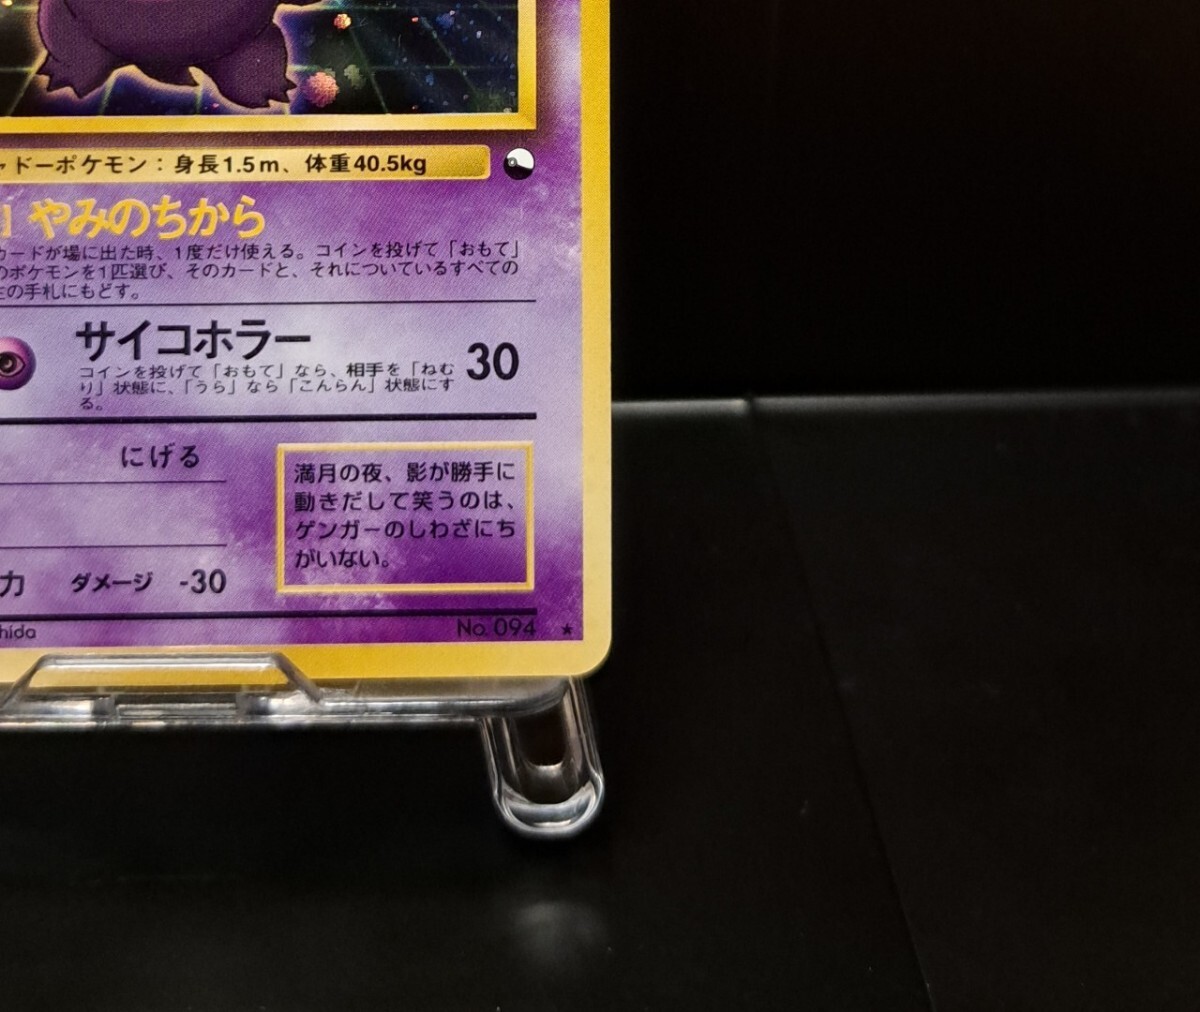 ャドーポケモン：身長1.5m、体重40.5kg
］やみのちから
カードが場に出た時、1度だけ使える。コインを投げて「おもて」
のポケモンを1匹選び、そのカードと、それについているすべての
主の手札にもどす。
サイコホラー
30
コインを投げて「おもて」なら、相手を「ねむ
り」状態に、「うら」なら「こんらん」状態にす
る。
にげる
満月の夜、影が勝手に
動きだして笑うのは、
ゲンガーのしわざにち
がいない。
力 ダメージ -30
hida
No. 094 ★